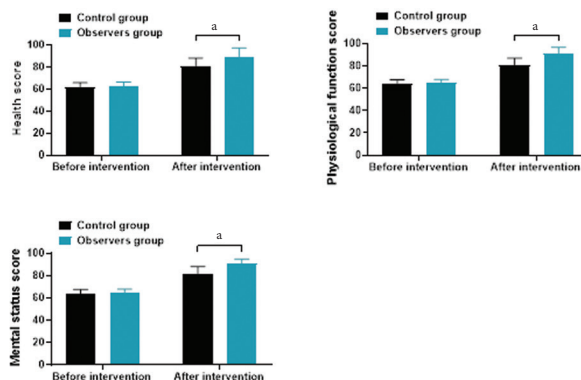 Control group
Observers group
a
100
80
60
40
20
0
Health score
Before intervention
After intervention
Control group
Observers group
a
100
80
60
40
20
0
Physiological function score
Before intervention
After intervention
Control group
Observers group
a
100
80
60
40
20
0
Mental status score
Before intervention
After intervention